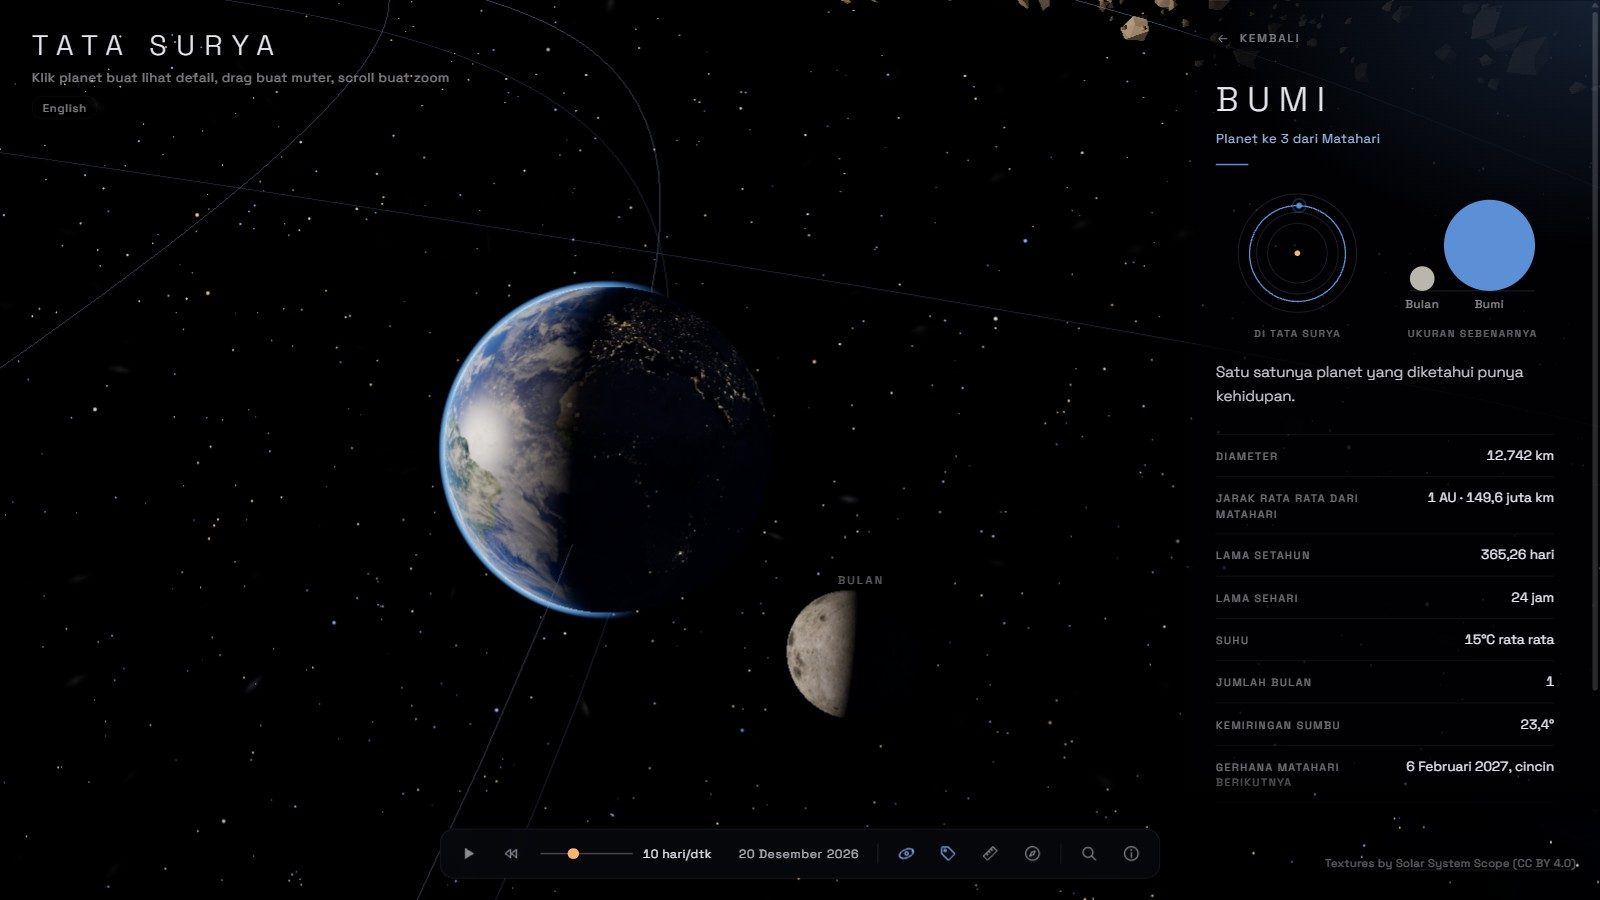 TATA SURYA
Klik planet buat lihat detail, drag buat muter, scroll buat zoom
English
BULAN
← KEMBALI
BUMI
Planet ke 3 dari Matahari
Bulan Bumi
DI TATA SURYA UKURAN SEBENARNYA
Satu satunya planet yang diketahui punya
kehidupan.
DIAMETER 12.742 km
JARAK RATA RATA DARI 1 AU · 149,6 juta km
MATAHARI
LAMA SETAHUN 365,26 hari
LAMA SEHARI 24 jam
SUHU 15°C rata rata
JUMLAH BULAN 1
KEMIRINGAN SUMBU 23,4°
GERHANA MATAHARI 6 Februari 2027, cincin
BERIKUTNYA
10 hari/dtk 20 Desember 2026
Textures by Solar System Scope (CC BY 4.0).